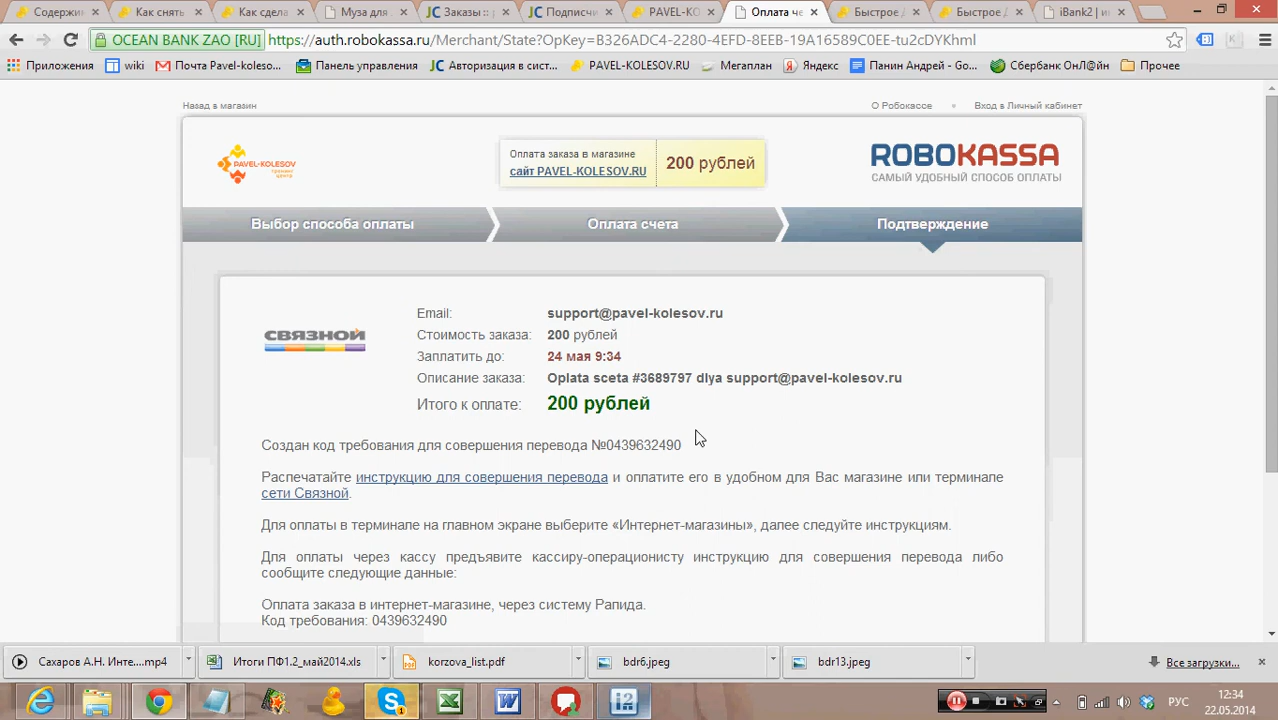 Содержи
Как снять
Как сдела
Муза для
Заказы :: р
Подписчи
PAVEL-KO
Оплата че
Быстрое Д
Быстрое Д
iBank2 | и
OCEAN BANK ZAO [RU] https://auth.robokassa.ru/Merchant/State?OpKey=B326ADC4-2280-4EFD-8EEB-19A16589C0EE-tu2cDYKhml
Приложения wiki Почта Pavel-koleso... Панель управления Авторизация в сист... PAVEL-KOLESOV.RU Мегаплан Яндекс Панин Андрей - Go... Сбербанк ОнЛ@йн Прочее
Назад в магазин
О Робокассе • Вход в Личный кабинет
PAVEL-KOLESOV
тренинг
центр
Оплата заказа в магазине
сайт PAVEL-KOLESOV.RU
200 рублей
ROBOKASSA
САМЫЙ УДОБНЫЙ СПОСОБ ОПЛАТЫ
Выбор способа оплаты
Оплата счета
Подтверждение
СВЯЗНОЙ
Email: support@pavel-kolesov.ru
Стоимость заказа: 200 рублей
Заплатить до: 24 мая 9:34
Описание заказа: Oplata sceta #3689797 dlya support@pavel-kolesov.ru
Итого к оплате: 200 рублей
Создан код требования для совершения перевода №0439632490
Распечатайте инструкцию для совершения перевода и оплатите его в удобном для Вас магазине или терминале
сети Связной.
Для оплаты в терминале на главном экране выберите «Интернет-магазины», далее следуйте инструкциям.
Для оплаты через кассу предъявите кассиру-операционисту инструкцию для совершения перевода либо
сообщите следующие данные:
Оплата заказа в интернет-магазине, через систему Рапида.
Код требования: 0439632490
Сахаров А.Н. Инте....mp4
Итоги ПФ1.2_май2014.xls
korzova_list.pdf
bdr6.jpeg
bdr13.jpeg
Все загрузки...
РУС
12:34
22.05.2014